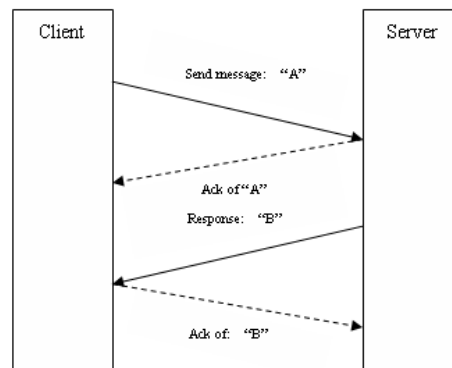 Client
Server
Send message: “A”
Ack of“A”
Response: “B”
Ack of: “B”